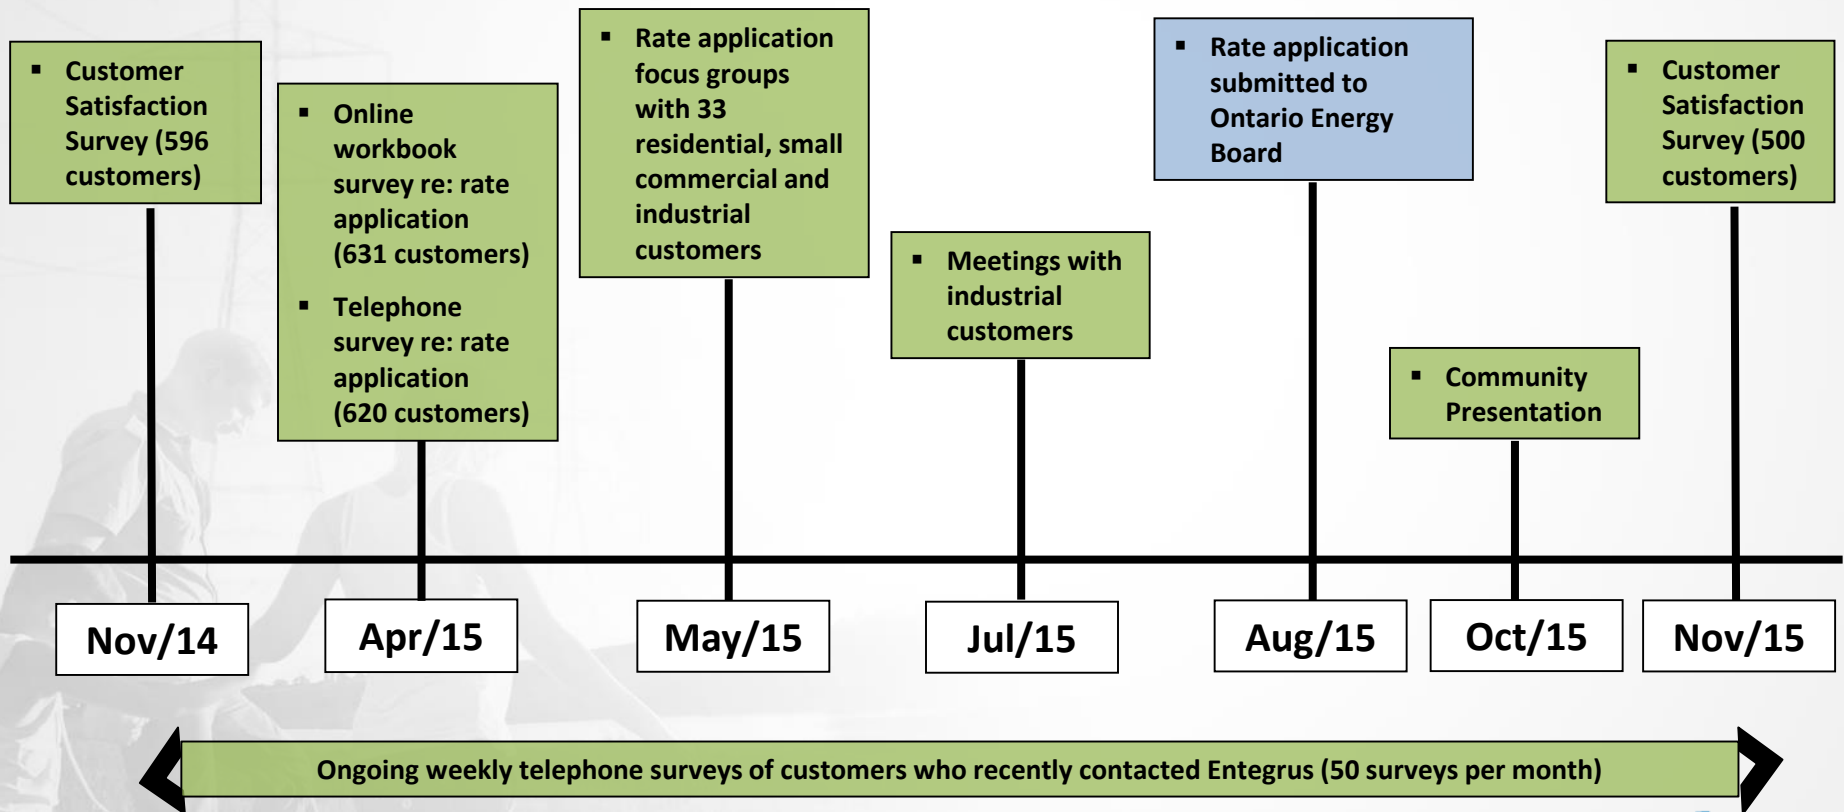 ▪ Customer
Satisfaction
Survey (596
customers)
▪ Online
workbook
survey re: rate
application
(631 customers)
▪ Telephone
survey re: rate
application
(620 customers)
▪ Rate application
focus groups
with 33
residential, small
commercial and
industrial
customers
▪ Meetings with
industrial
customers
▪ Rate application
submitted to
Ontario Energy
Board
▪ Community
Presentation
▪ Customer
Satisfaction
Survey (500
customers)
Nov/14
Apr/15
May/15
Jul/15
Aug/15
Oct/15
Nov/15
Ongoing weekly telephone surveys of customers who recently contacted Entegrus (50 surveys per month)